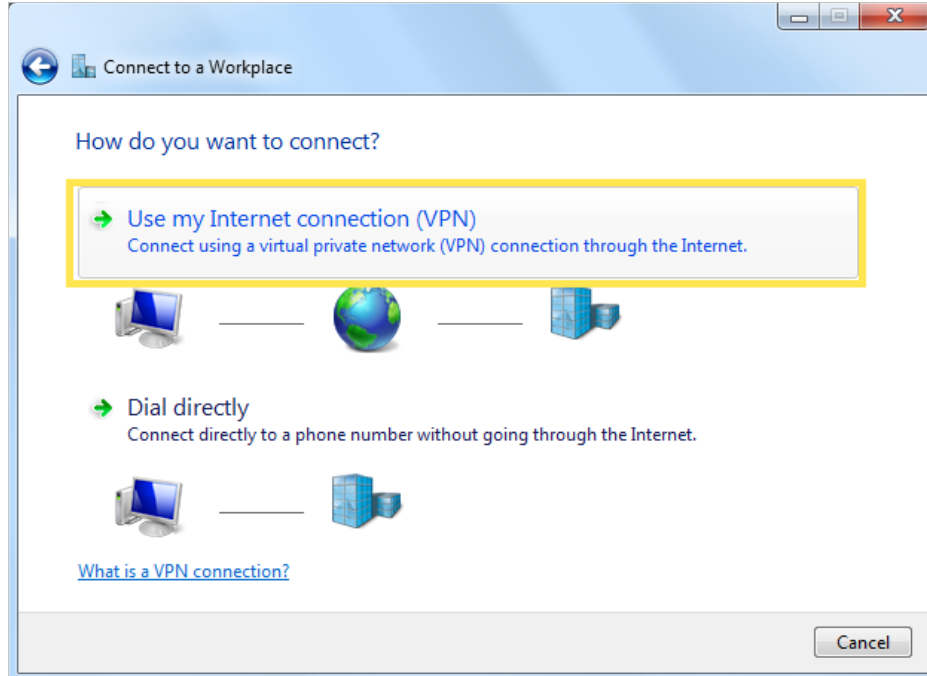 Connect to a Workplace
How do you want to connect?
Use my Internet connection (VPN)
Connect using a virtual private network (VPN) connection through the Internet.
Dial directly
Connect directly to a phone number without going through the Internet.
What is a VPN connection?
Cancel